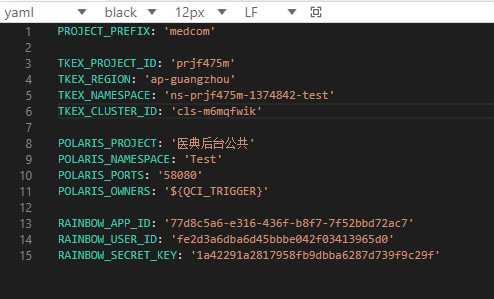 yaml black 12px LF
1 PROJECT_PREFIX: 'medcom'
2
3 TKEX_PROJECT_ID: 'prjf475m'
4 TKEX_REGION: 'ap-guangzhou'
5 TKEX_NAMESPACE: 'ns-prjf475m-1374842-test'
6 TKEX_CLUSTER_ID: 'cls-m6mqfwik'
7
8 POLARIS_PROJECT: '医典后台公共'
9 POLARIS_NAMESPACE: 'Test'
10 POLARIS_PORTS: '58080'
11 POLARIS_OWNERS: '${QCI_TRIGGER}'
12
13 RAINBOW_APP_ID: '77d8c5a6-e316-436f-b8f7-7f52bbd72ac7'
14 RAINBOW_USER_ID: 'fe2d3a6dba6d45bbbe042f03413965d0'
15 RAINBOW_SECRET_KEY: '1a42291a2817958fb9dbba6287d739f9c29f'